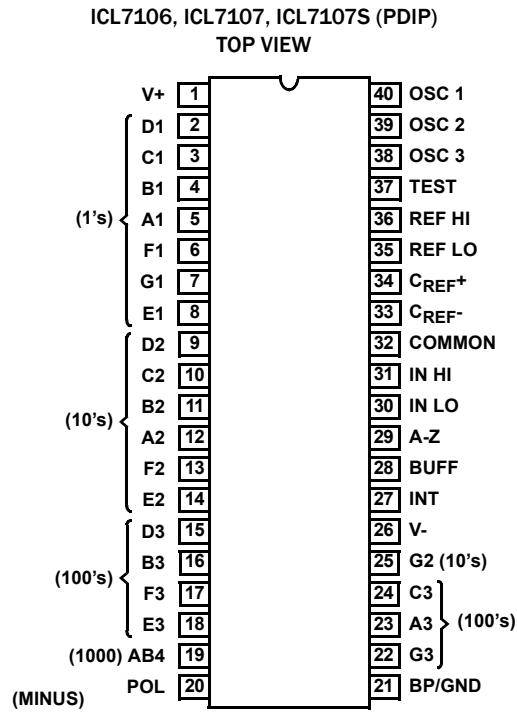 ICL7106, ICL7107, ICL7107S (PDIP)
TOP VIEW
V+ 1 40 OSC 1
D1 2 39 OSC 2
C1 3 38 OSC 3
B1 4 37 TEST
(1's) A1 5 36 REF HI
F1 6 35 REF LO
G1 7 34 CREF+
E1 8 33 CREF-
D2 9 32 COMMON
C2 10 31 IN HI
B2 11 30 IN LO
(10's) A2 12 29 A-Z
F2 13 28 BUFF
E2 14 27 INT
D3 15 26 V-
B3 16 25 G2 (10's)
(100's) F3 17 24 C3
E3 18 23 A3 (100's)
(1000) AB4 19 22 G3
(MINUS) POL 20 21 BP/GND